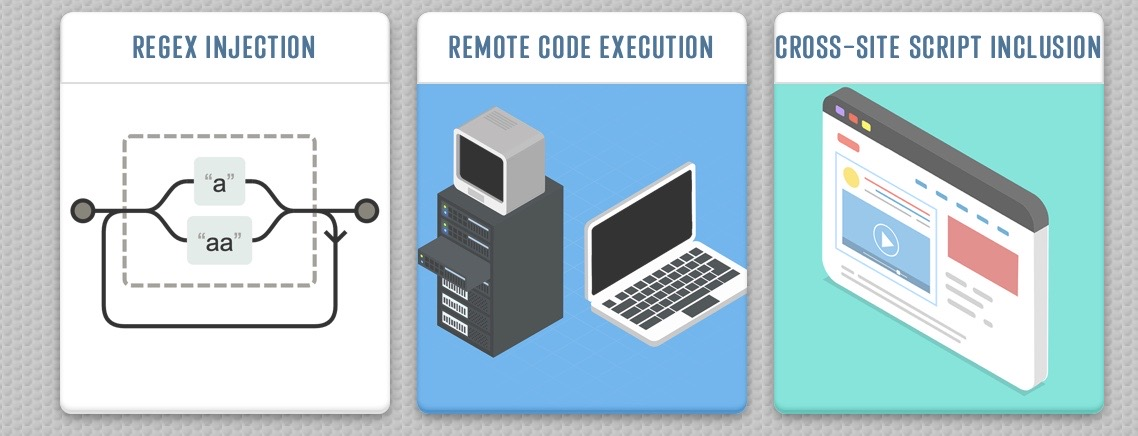 REGEX INJECTION
REMOTE CODE EXECUTION
CROSS-SITE SCRIPT INCLUSION
“a”
“aa”